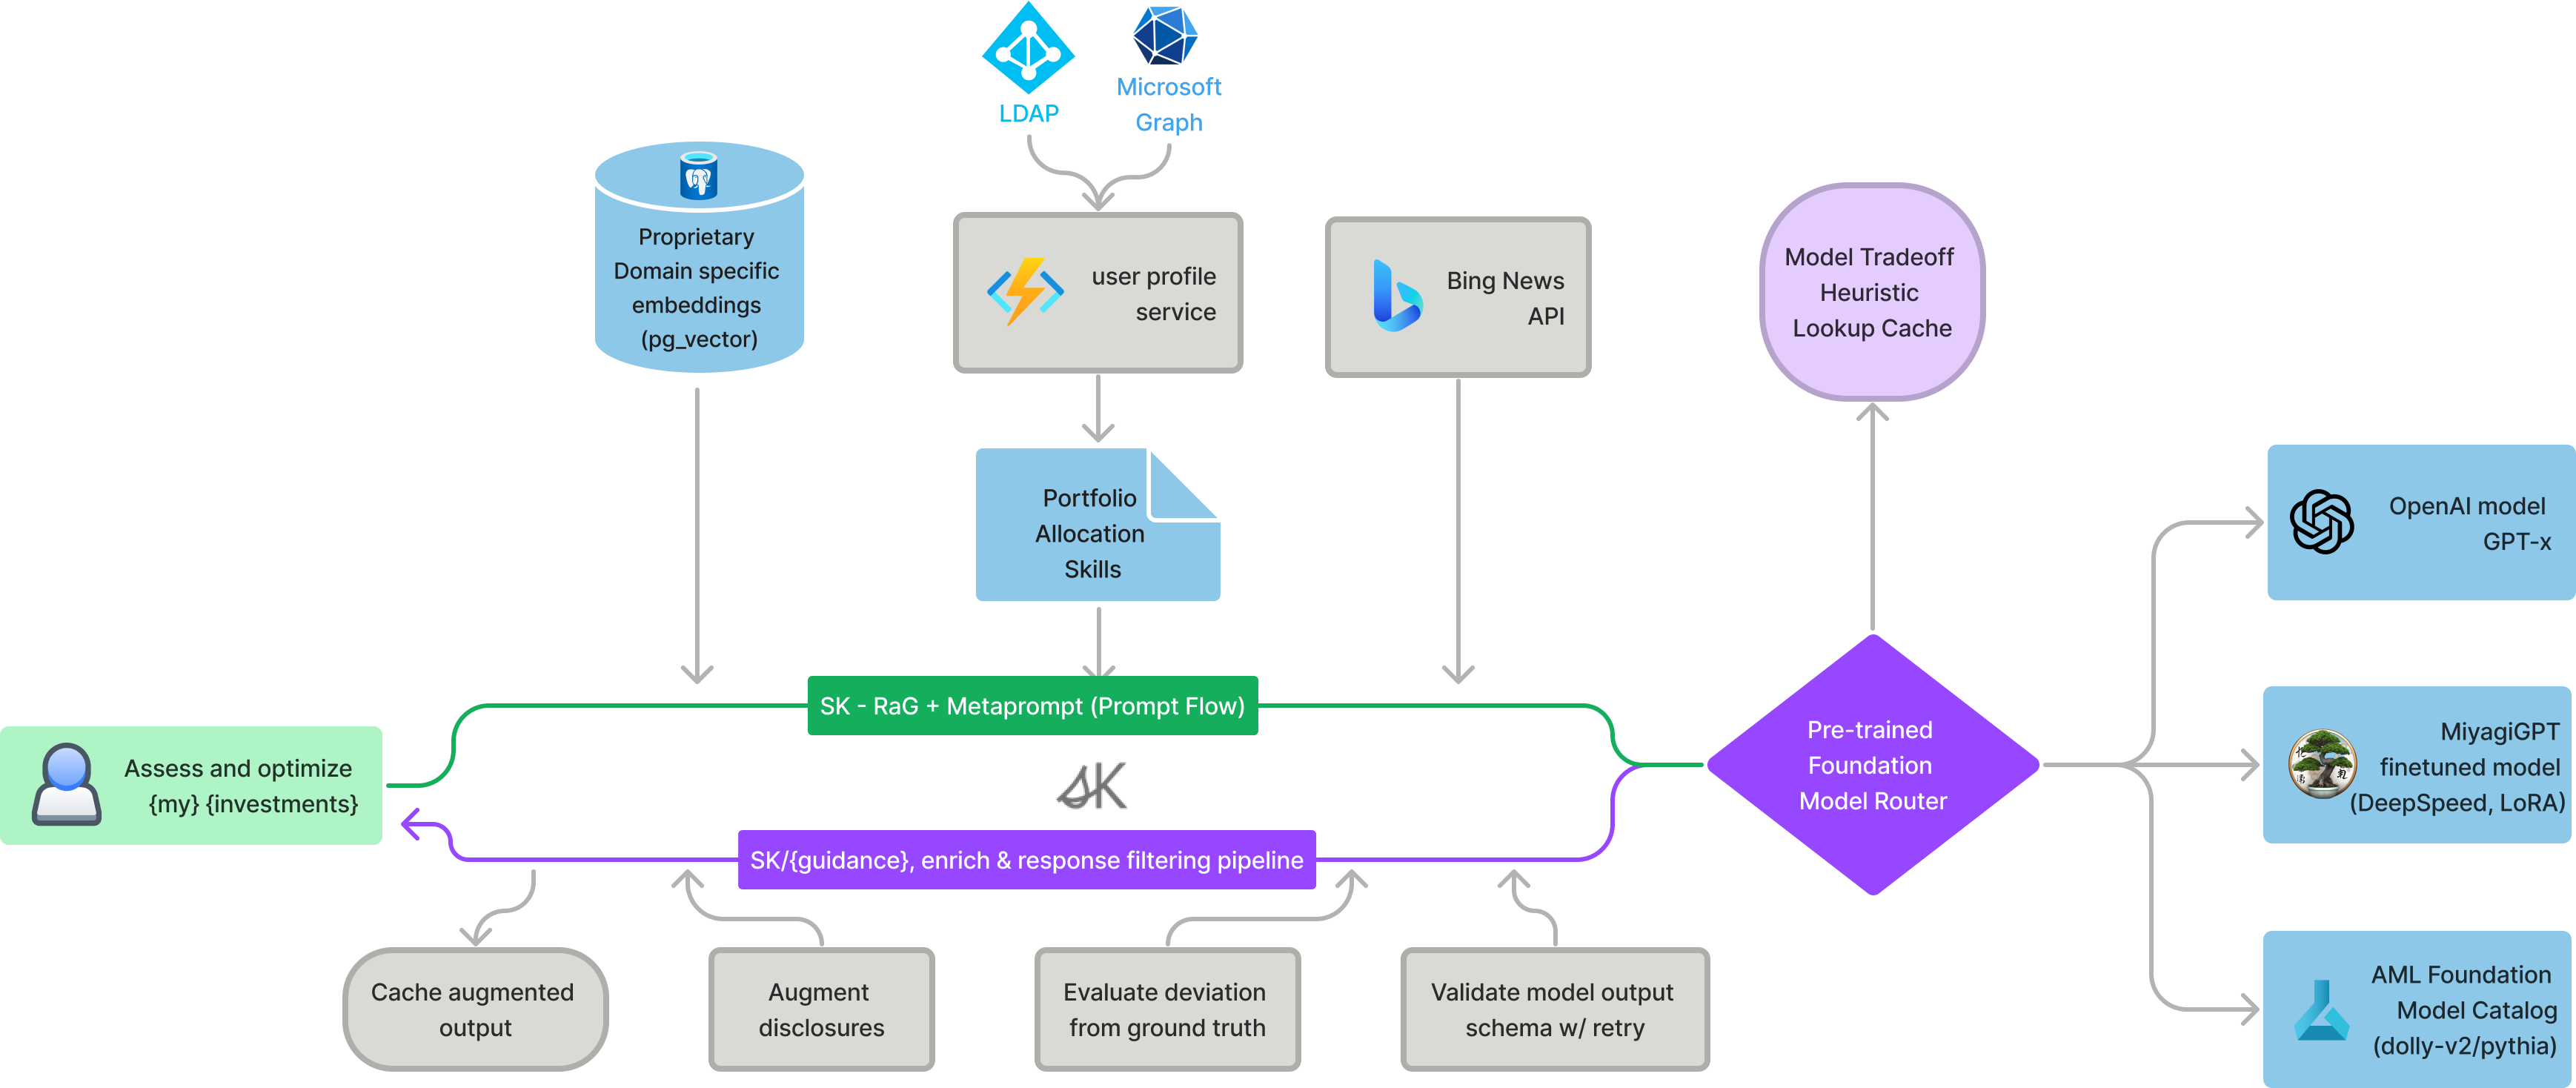 LDAP
Microsoft
Graph
Proprietary
Domain specific
embeddings
(pg_vector)
user profile
service
Bing News
API
Model Tradeoff
Heuristic
Lookup Cache
Portfolio
Allocation
Skills
OpenAI model
GPT-x
SK - RaG + Metaprompt (Prompt Flow)
Assess and optimize
{my} {investments}
SK
Pre-trained
Foundation
Model Router
MiyagiGPT
finetuned model
(DeepSpeed, LoRA)
SK/{guidance}, enrich & response filtering pipeline
Cache augmented
output
Augment
disclosures
Evaluate deviation
from ground truth
Validate model output
schema w/ retry
AML Foundation
Model Catalog
(dolly-v2/pythia)